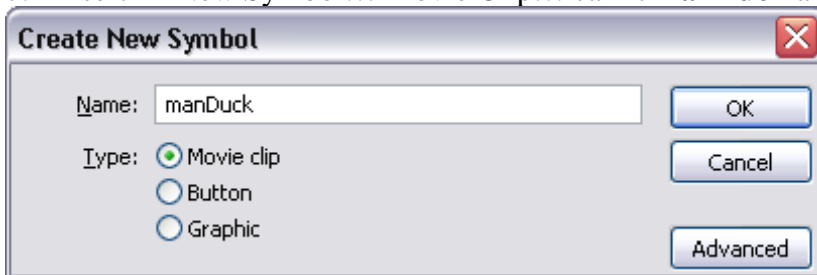 Create New Symbol
Name: manDuck
OK
Type: Movie clip
Cancel
Button
Graphic
Advanced